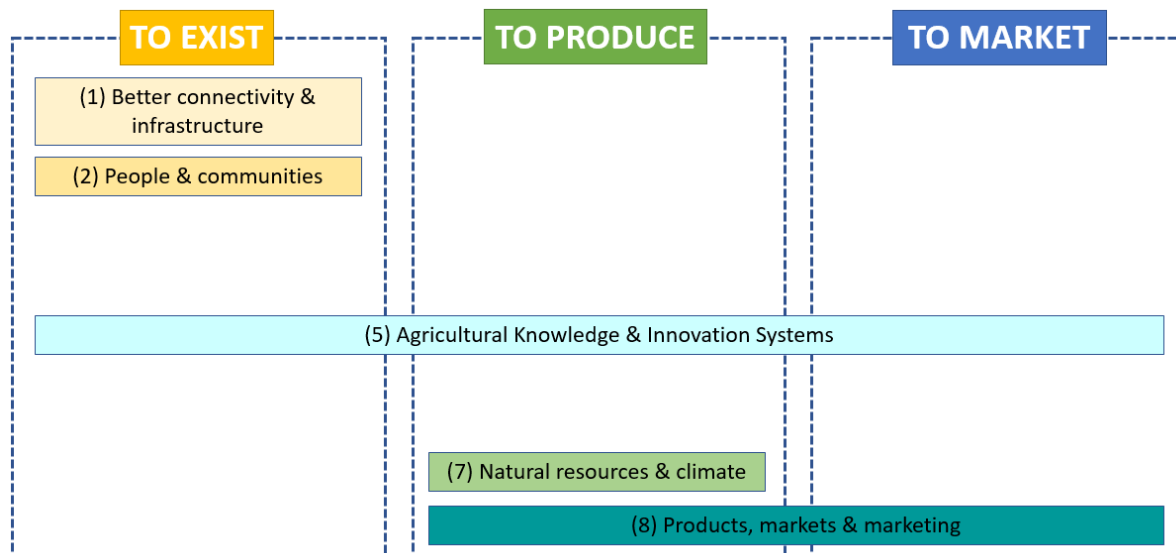 TO EXIST
TO PRODUCE
TO MARKET
(1) Better connectivity &
infrastructure
(2) People & communities
(5) Agricultural Knowledge & Innovation Systems
(7) Natural resources & climate
(8) Products, markets & marketing